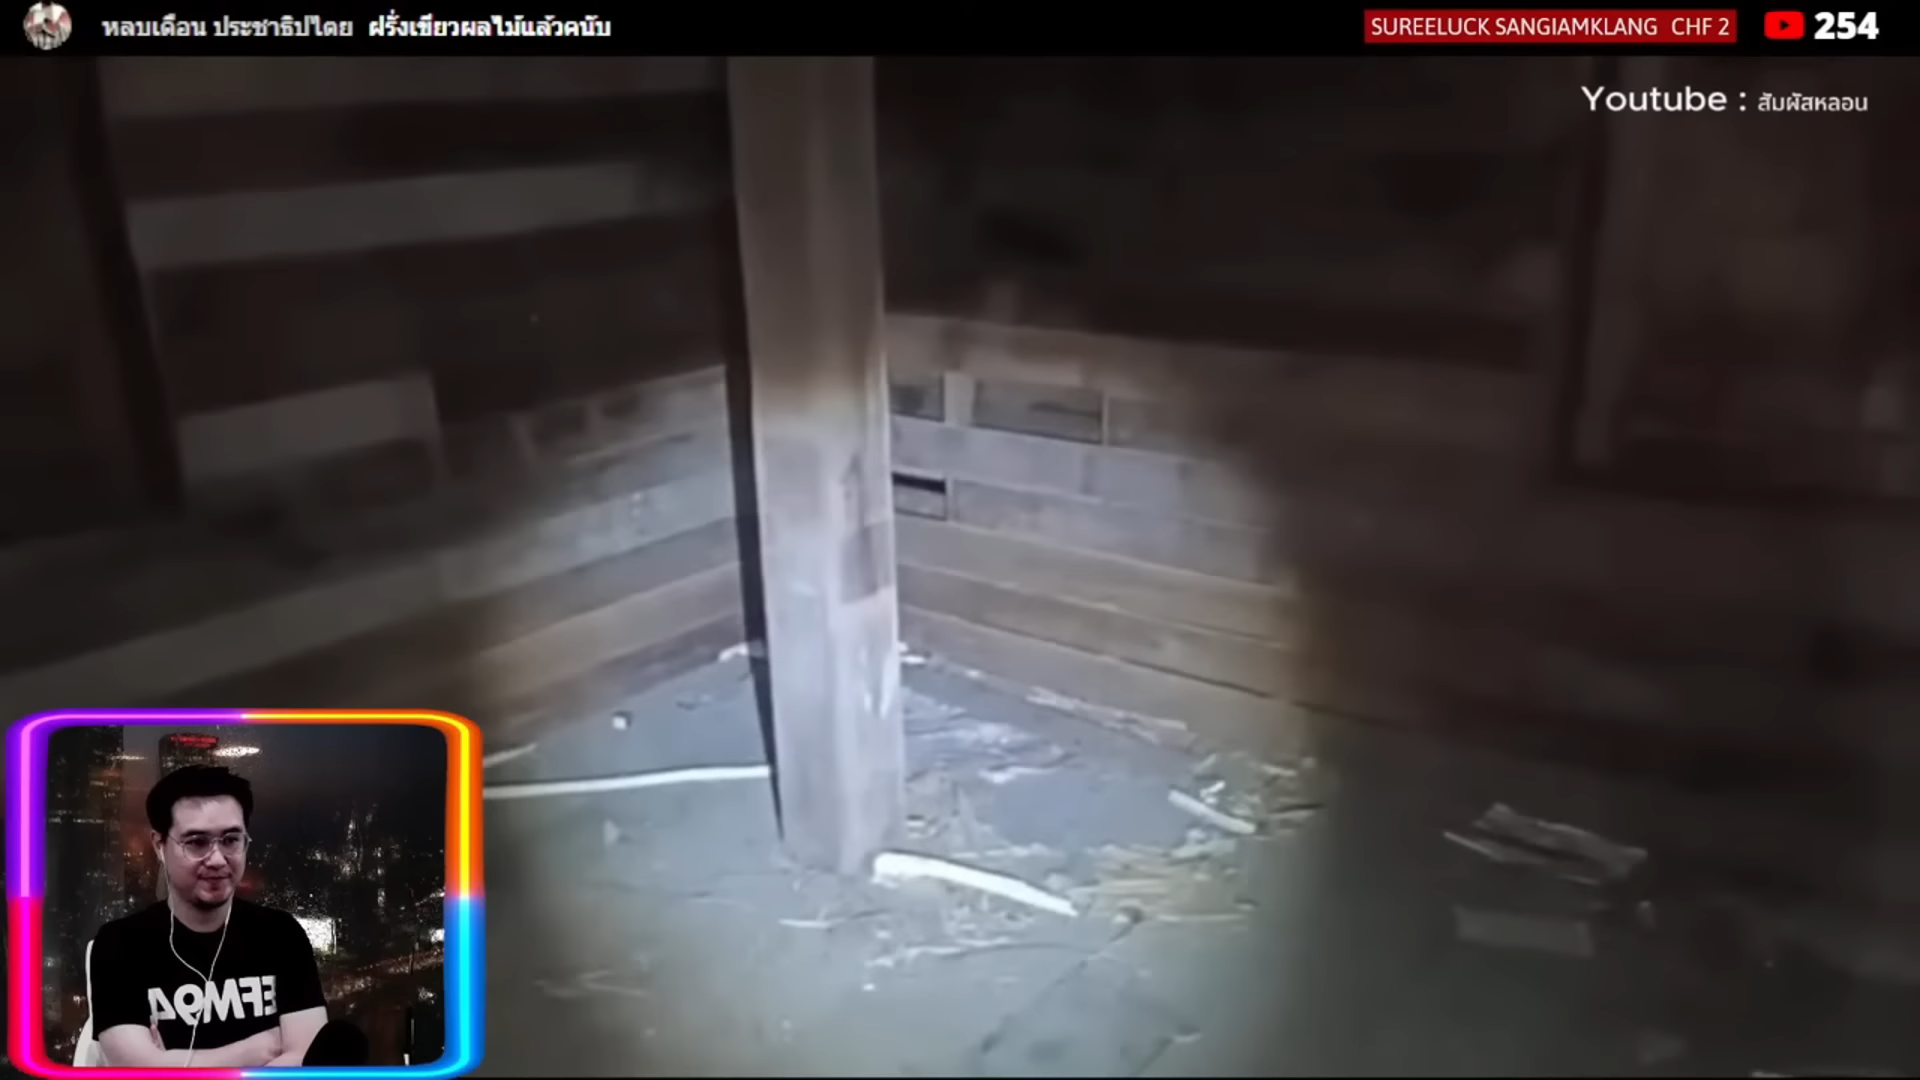 หลบเดือน ประชาธิปไตย ฝรั่งเขียวผลไม้แล้วคนับ
SUREELUCK SANGIAMKLANG CHF 2
254
Youtube : สัมผัสหลอน
EFM94